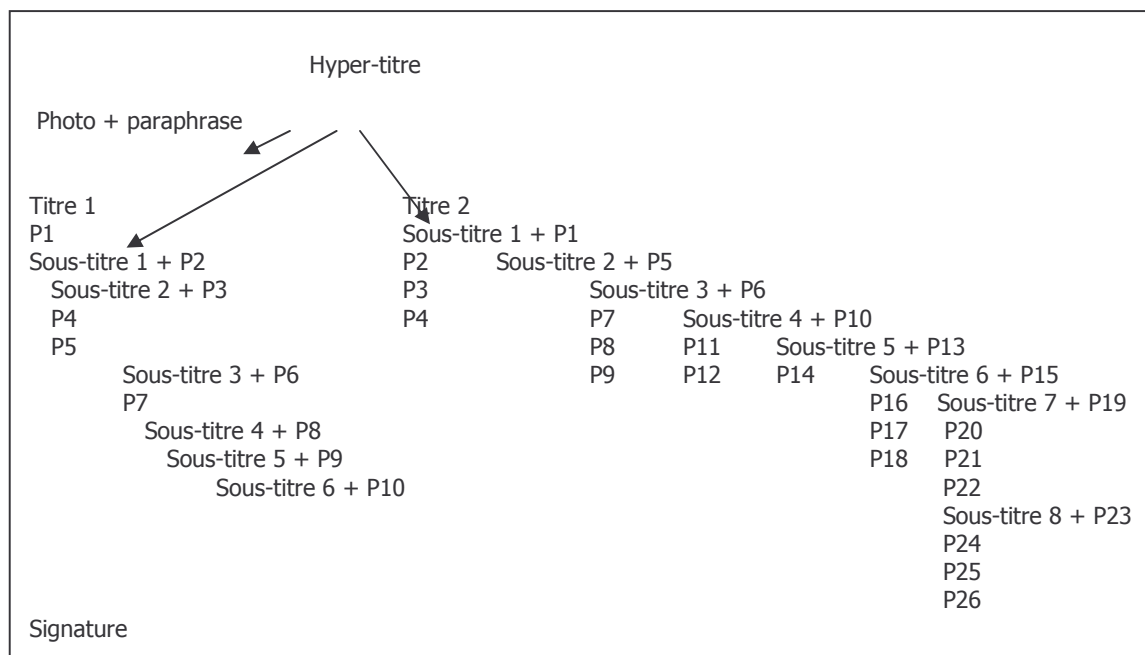 Hyper-titre
Photo + paraphrase
Titre 1
P1
Sous-titre 1 + P2
Sous-titre 2 + P3
P4
P5
Sous-titre 3 + P6
P7
Sous-titre 4 + P8
Sous-titre 5 + P9
Sous-titre 6 + P10
Titre 2
Sous-titre 1 + P1
P2
P3
P4
Sous-titre 2 + P5
Sous-titre 3 + P6
P7
P8
P9
Sous-titre 4 + P10
P11
P12
Sous-titre 5 + P13
P14
Sous-titre 6 + P15
P16
P17
P18
Sous-titre 7 + P19
P20
P21
P22
Sous-titre 8 + P23
P24
P25
P26
Signature